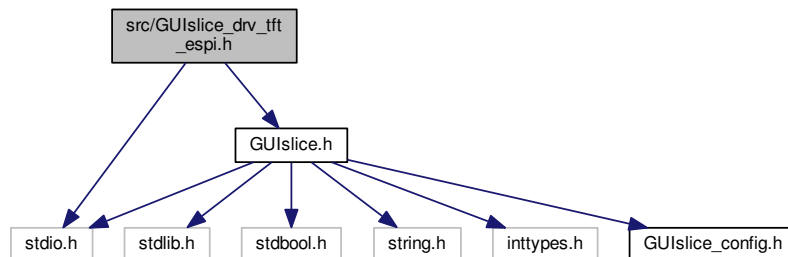 src/GUIslice_drv_tft
_espi.h
GUIslice.h
stdio.h
stdlib.h
stdbool.h
string.h
inttypes.h
GUIslice_config.h